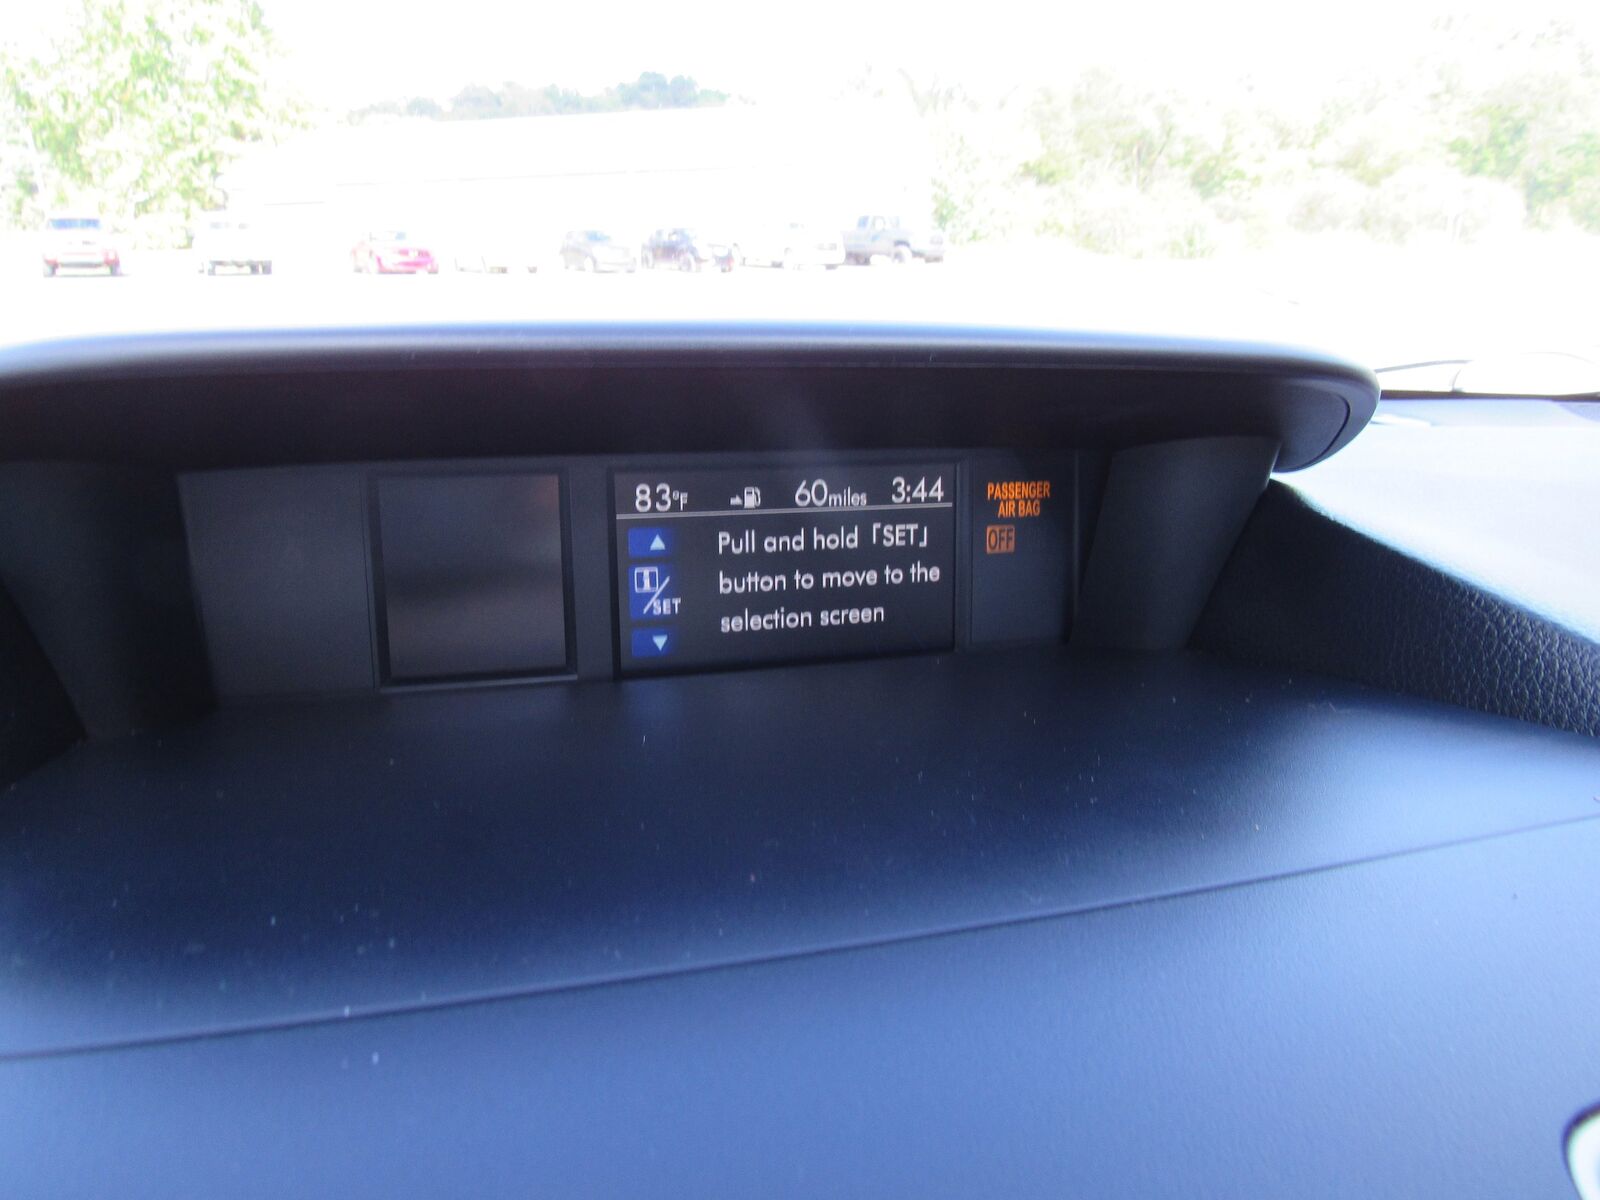 83°F 60miles 3:44
Pull and hold「SET」
button to move to the
selection screen
i/SET
PASSENGER
AIR BAG
OFF